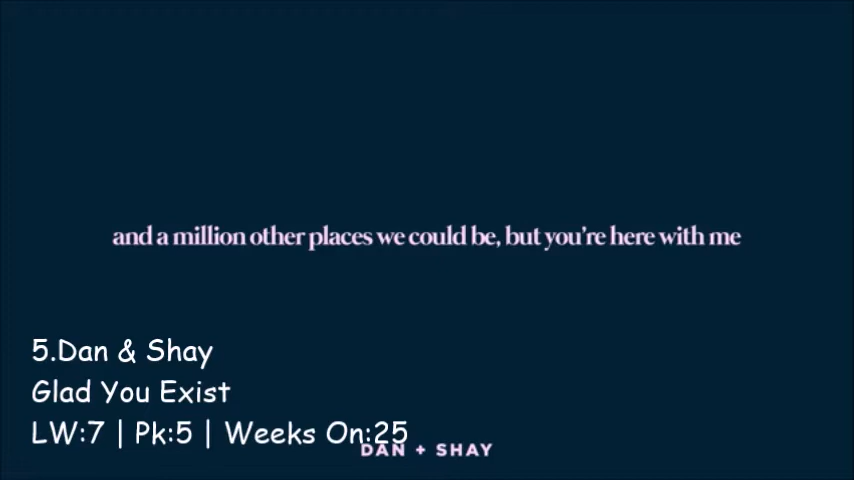 and a million other places we could be, but you're here with me
5.Dan & Shay
Glad You Exist
LW:7 | Pk:5 | Weeks On:25
DAN + SHAY